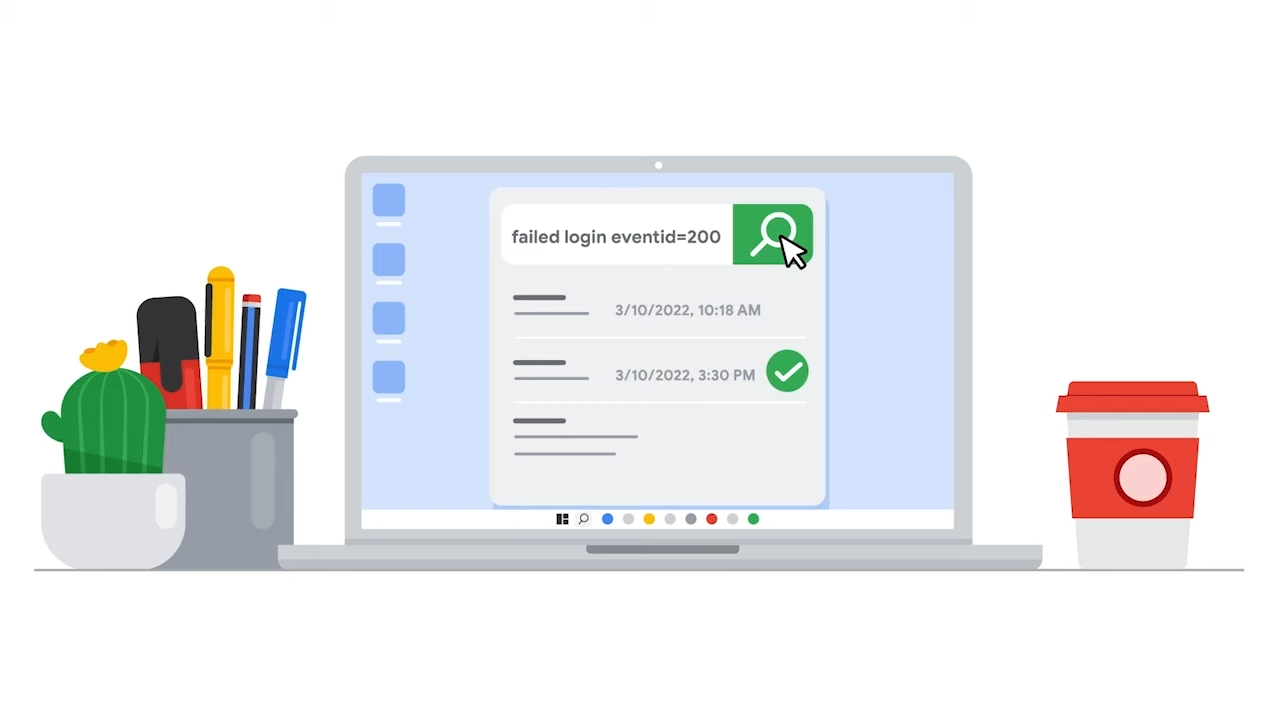 failed login eventid=200
3/10/2022, 10:18 AM
3/10/2022, 3:30 PM